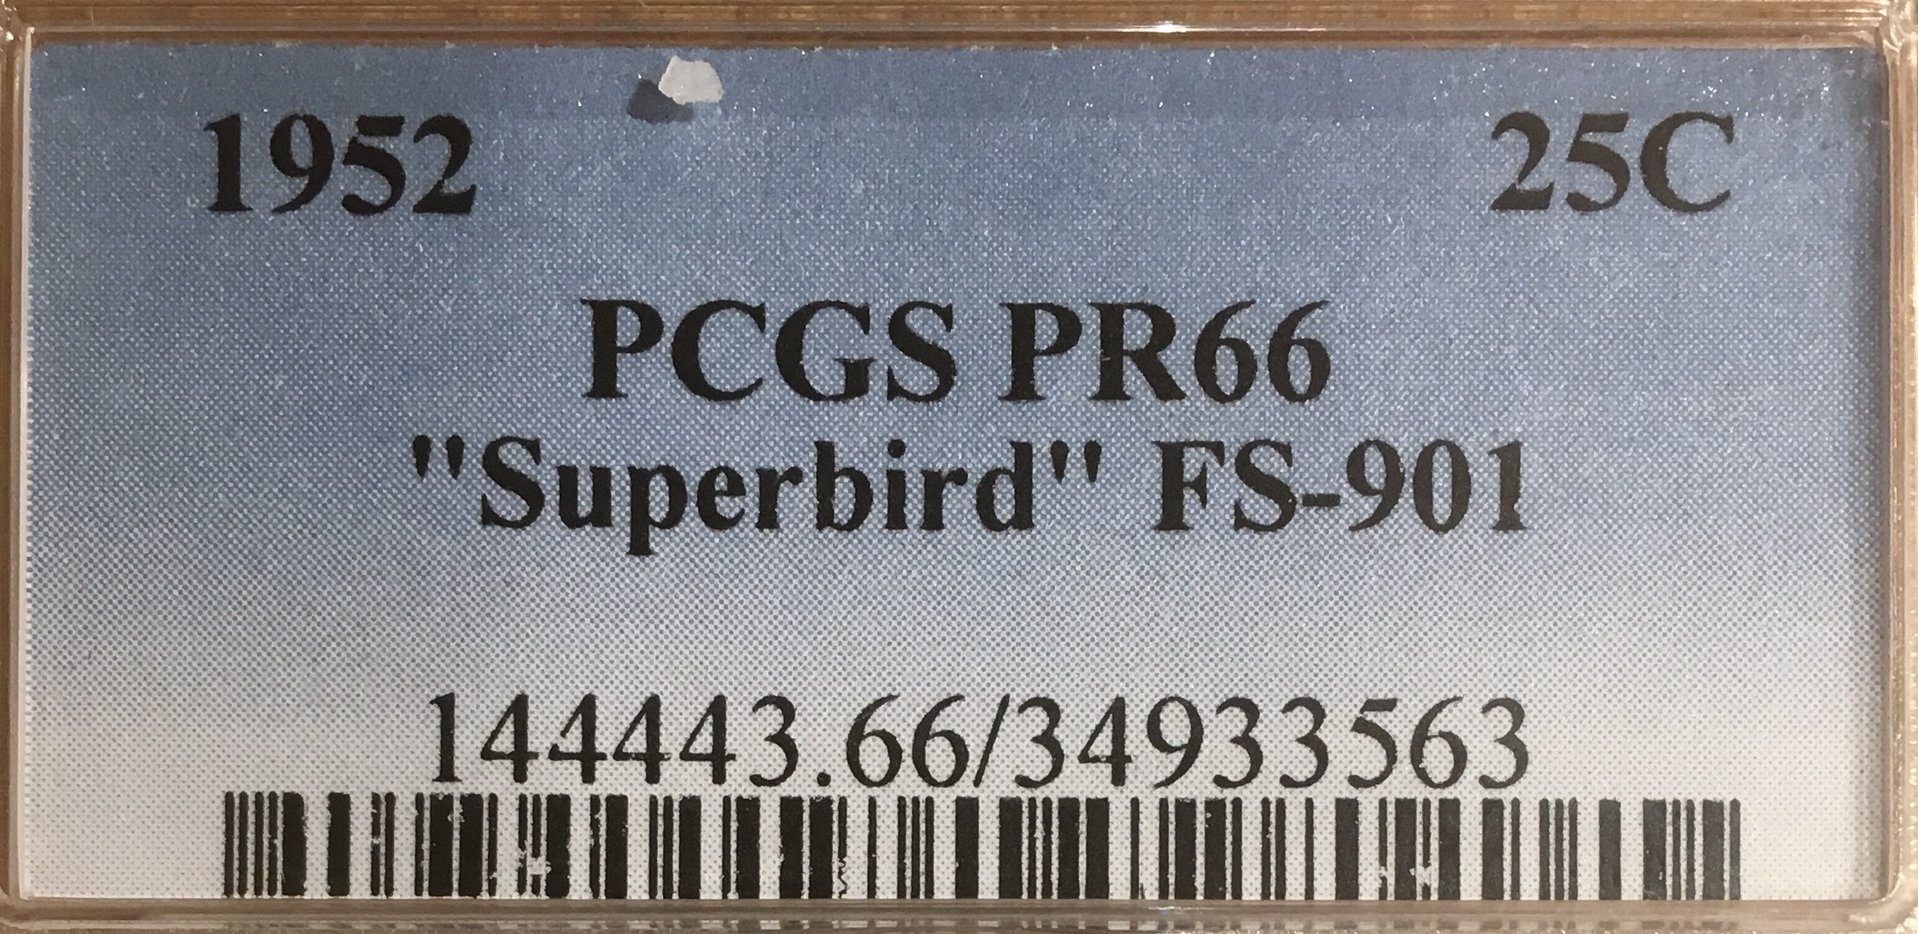 1952 25C
PCGS PR66
"Superbird" FS-901
144443.66/34933563